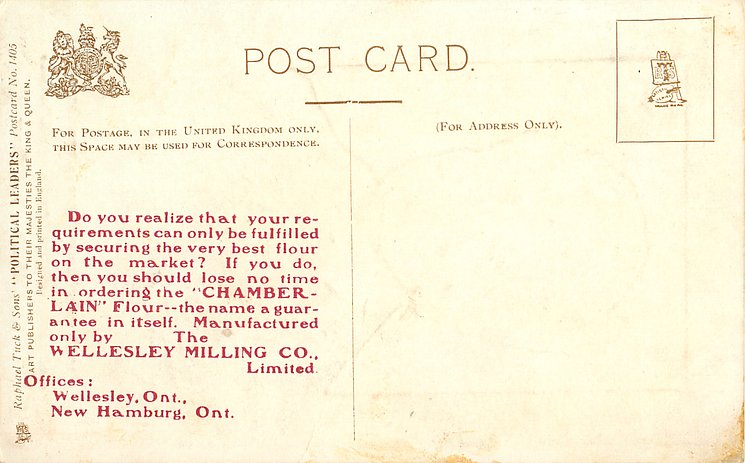 POST CARD.
FOR POSTAGE, IN THE UNITED KINGDOM ONLY,
THIS SPACE MAY BE USED FOR CORRESPONDENCE.
(FOR ADDRESS ONLY).
Raphael Tuck & Sons' "POLITICAL LEADERS" Postcard No. 1405
ART PUBLISHERS TO THEIR MAJESTIES THE KING & QUEEN.
Designed and printed in England.
Do you realize that your re-
quirements can only be fulfilled
by securing the very best flour
on the market? If you do,
then you should lose no time
in ordering the "CHAMBER-
LAIN" Flour--the name a guar-
antee in itself. Manufactured
only by The
WELLESLEY MILLING CO.,
Limited.
Offices:
Wellesley, Ont.,
New Hamburg, Ont.